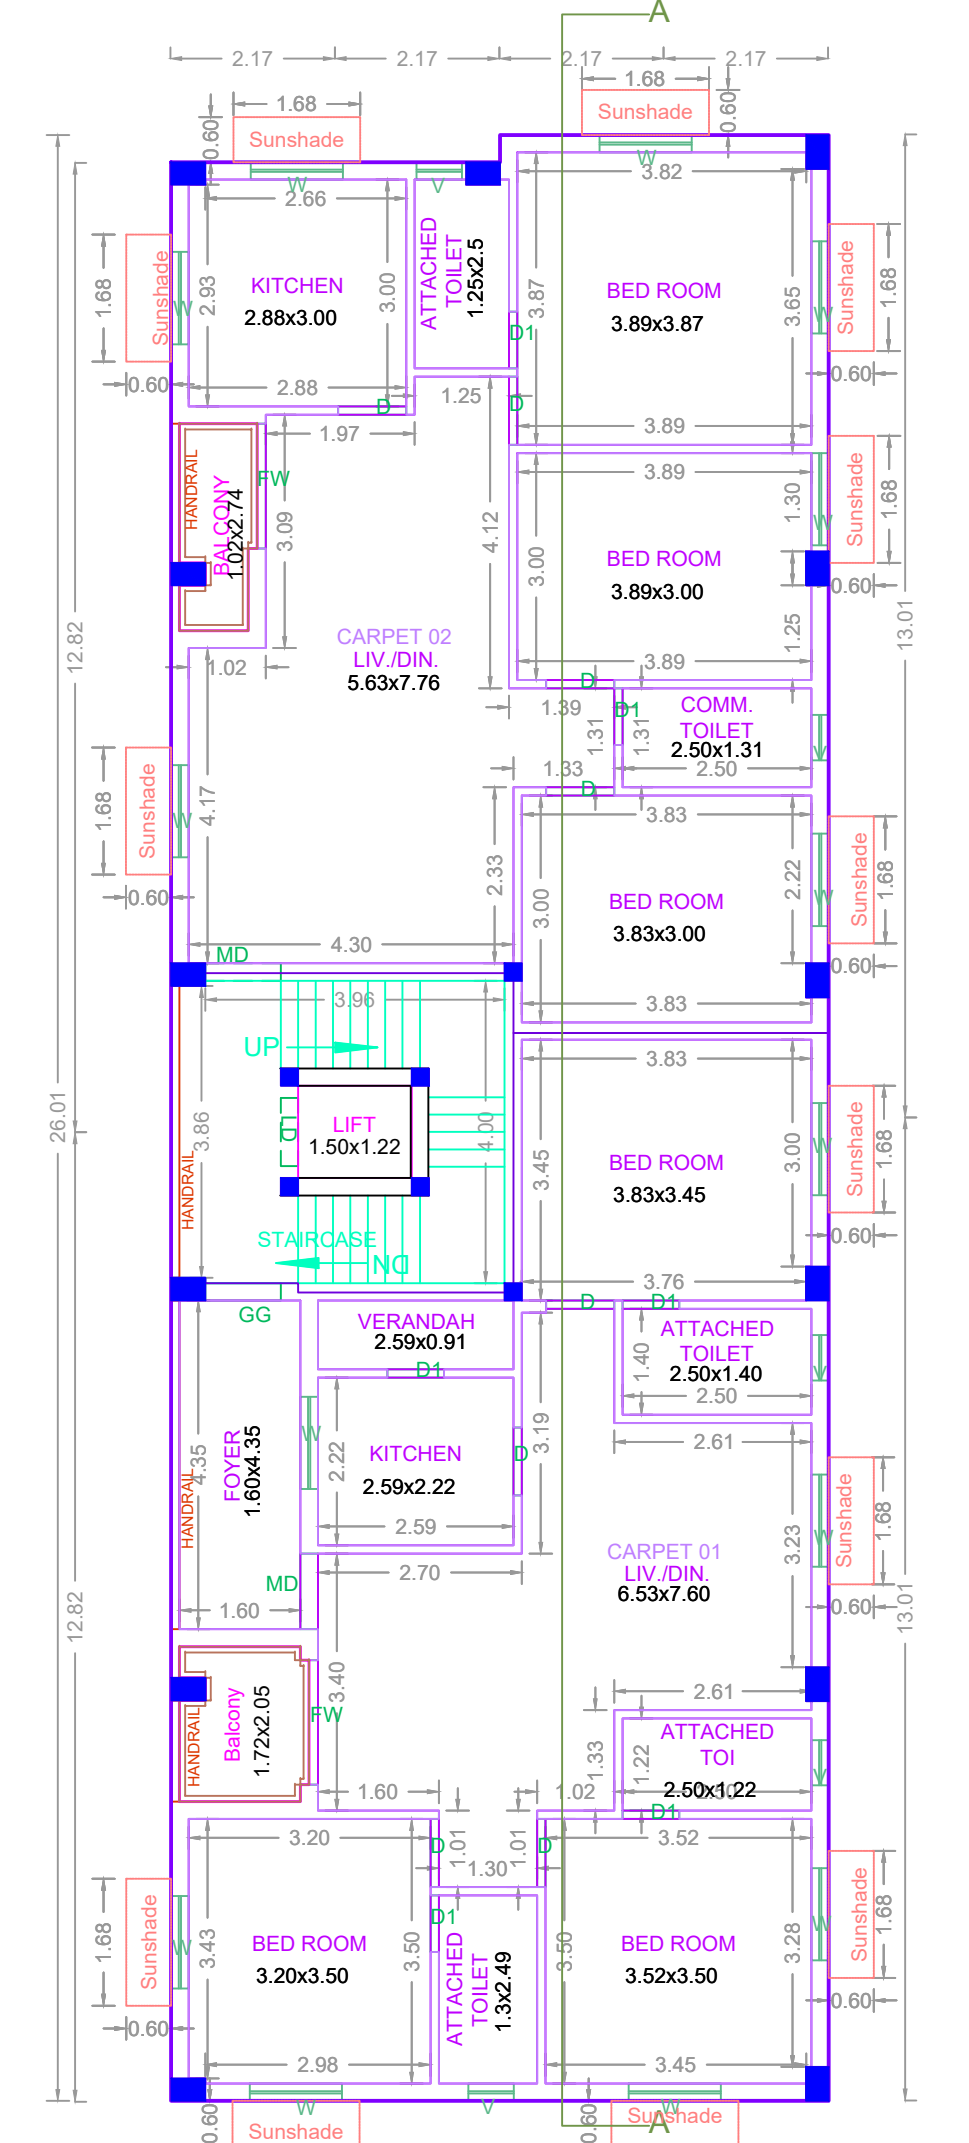 A
2.17
2.17
2.17
2.17
1.68
1.68
0.60
0.60
Sunshade
Sunshade
W
V
W
2.66
3.82
1.68
Sunshade
W
2.93
KITCHEN
2.88x3.00
3.00
ATTACHED
TOILET
1.25x2.5
D1
3.87
BED ROOM
3.89x3.87
3.65
W
Sunshade
1.68
0.60
2.88
D
1.25
D
0.60
1.97
3.89
HANDRAIL
BALCONY
1.02x2.74
FW
3.09
4.12
3.89
3.00
BED ROOM
3.89x3.00
1.30
W
Sunshade
1.68
0.60
1.25
12.82
13.01
CARPET 02
LIV./DIN.
5.63x7.76
1.02
3.89
D
1.39
D1
1.31
1.31
COMM.
TOILET
2.50x1.31
2.50
V
1.33
D
1.68
Sunshade
W
4.17
0.60
2.33
3.83
3.00
BED ROOM
3.83x3.00
2.22
W
Sunshade
1.68
0.60
4.30
MD
3.96
3.83
UP
3.86
LD
LIFT
1.50x1.22
4.00
HANDRAIL
STAIRCASE
DN
26.01
3.83
3.45
BED ROOM
3.83x3.45
3.00
W
Sunshade
1.68
0.60
3.76
GG
VERANDAH
2.59x0.91
D1
D
D1
1.40
ATTACHED
TOILET
2.50x1.40
2.50
V
4.35
HANDRAIL
FOYER
1.60x4.35
W
2.22
KITCHEN
2.59x2.22
2.59
D
3.19
2.61
CARPET 01
LIV./DIN.
6.53x7.60
3.23
W
Sunshade
1.68
0.60
MD
2.70
1.60
12.82
13.01
3.40
HANDRAIL
Balcony
1.72x2.05
FW
2.61
1.33
1.22
ATTACHED
TOI
2.50x1.22
2.50
V
D1
1.60
1.02
3.20
D
1.01
1.01
D
1.30
3.52
1.68
Sunshade
W
3.43
BED ROOM
3.20x3.50
3.50
D1
ATTACHED
TOILET
1.3x2.49
3.50
BED ROOM
3.52x3.50
3.28
W
Sunshade
1.68
0.60
0.60
2.98
3.45
W
V
W
0.60
Sunshade
0.60
Sunshade
A